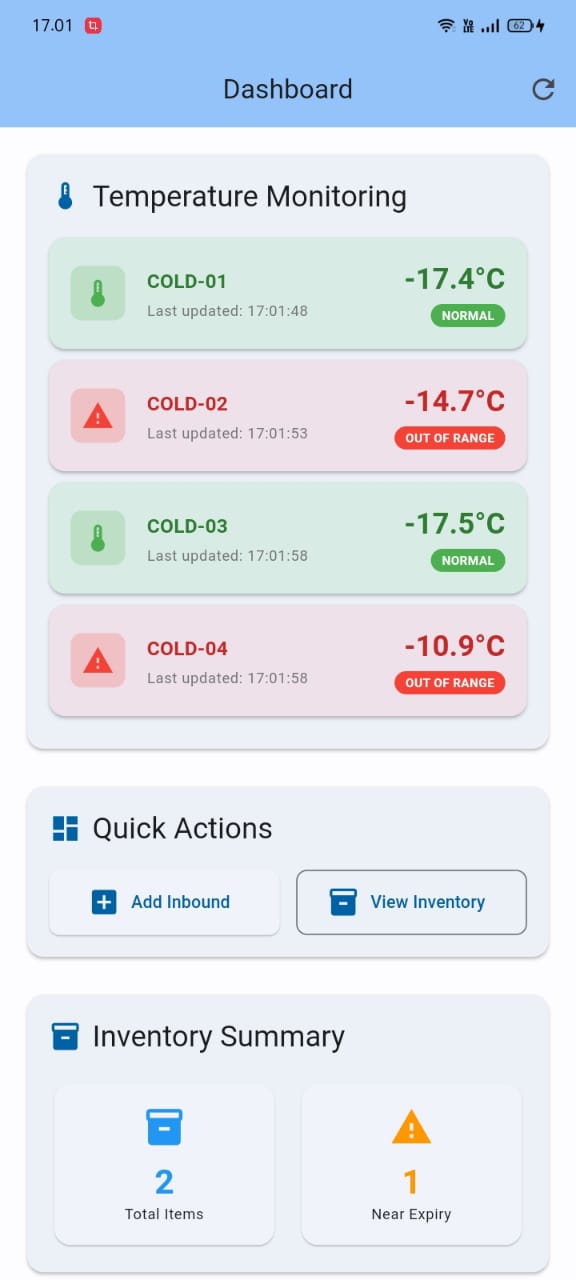 17.01
Vo LTE
62
Dashboard
Temperature Monitoring
COLD-01
-17.4°C
Last updated: 17:01:48
NORMAL
COLD-02
-14.7°C
Last updated: 17:01:53
OUT OF RANGE
COLD-03
-17.5°C
Last updated: 17:01:58
NORMAL
COLD-04
-10.9°C
Last updated: 17:01:58
OUT OF RANGE
Quick Actions
Add Inbound
View Inventory
Inventory Summary
2
Total Items
1
Near Expiry